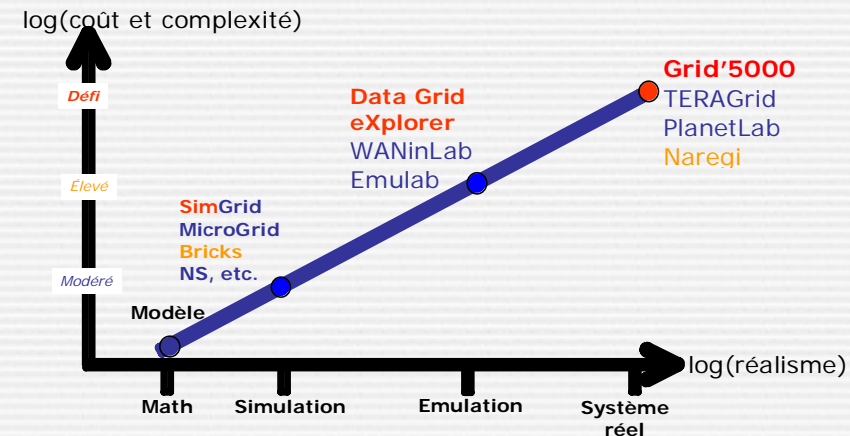 log(coût et complexité)
Défi
Élevé
Modéré
Grid'5000
TERAGrid
PlanetLab
Naregi
Data Grid
eXplorer
WANinLab
Emulab
SimGrid
MicroGrid
Bricks
NS, etc.
Modèle
log(réalisme)
Math
Simulation
Emulation
Système
réel